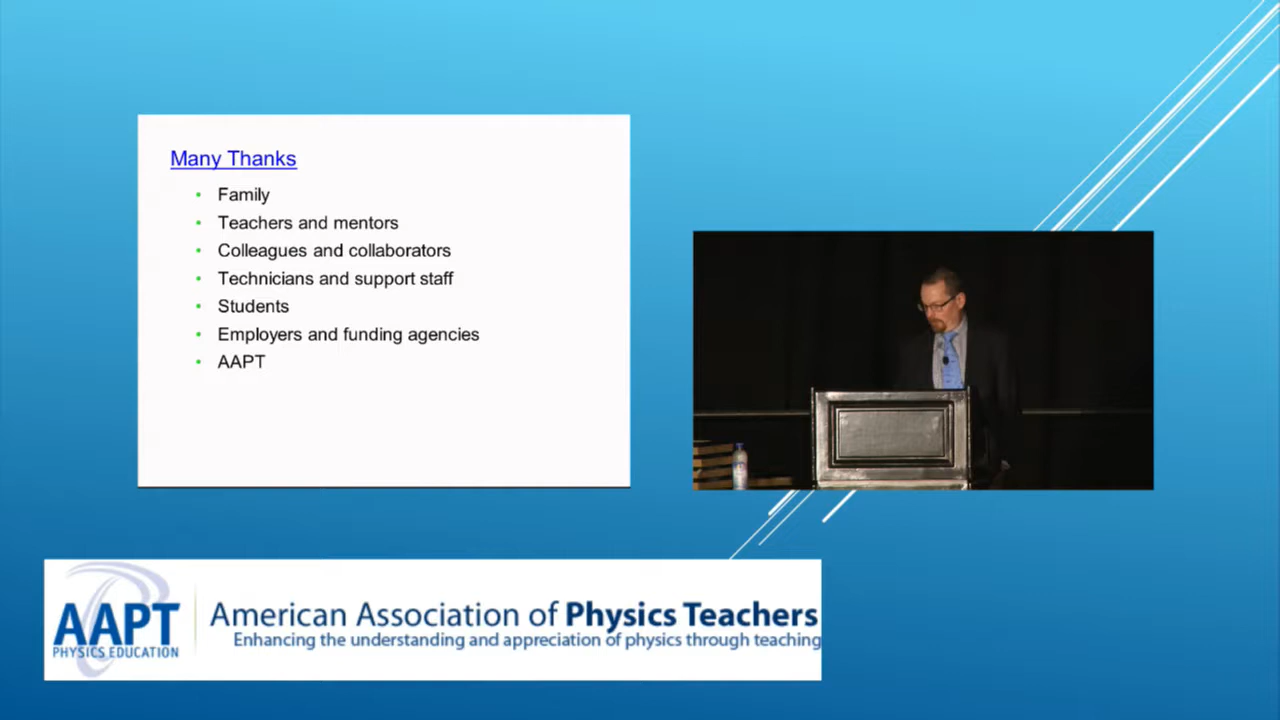 Many Thanks
• Family
• Teachers and mentors
• Colleagues and collaborators
• Technicians and support staff
• Students
• Employers and funding agencies
• AAPT
AAPT
PHYSICS EDUCATION
American Association of Physics Teachers
Enhancing the understanding and appreciation of physics through teaching